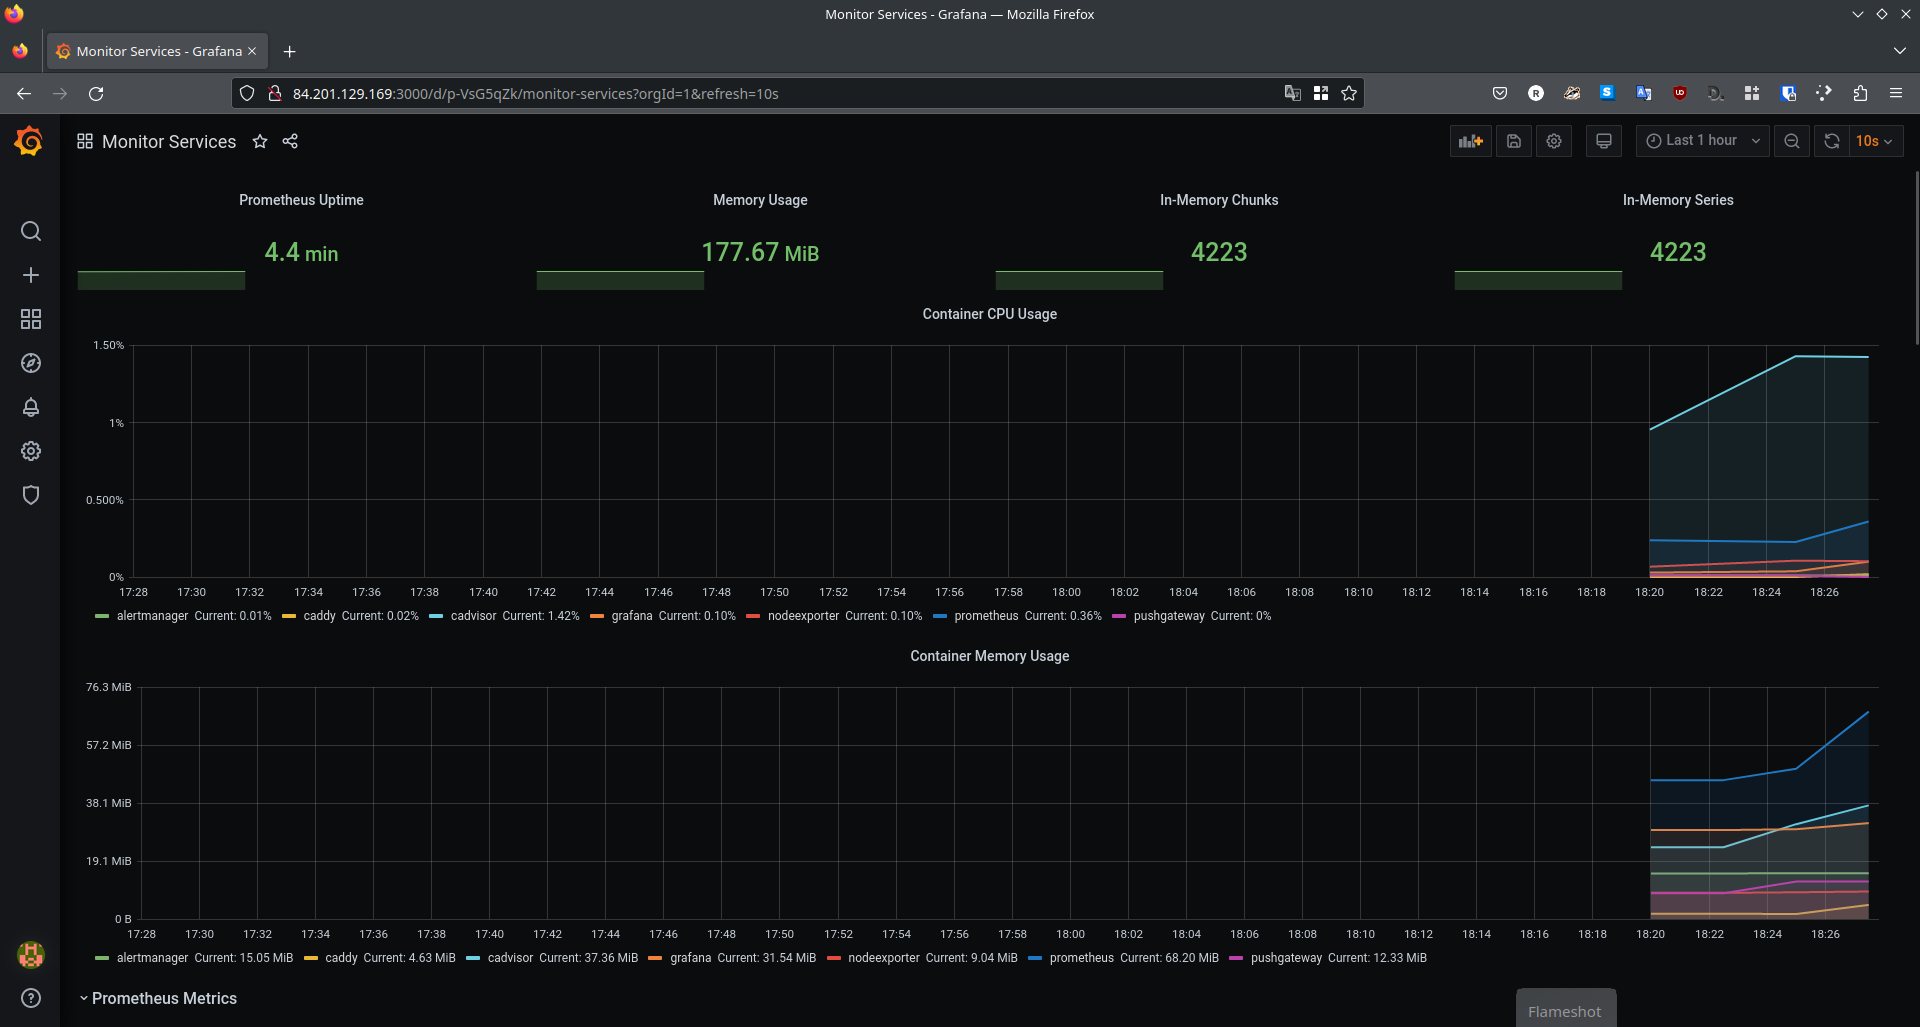 Monitor Services - Grafana — Mozilla Firefox
Monitor Services - Grafana
84.201.129.169:3000/d/p-VsG5qZk/monitor-services?orgId=1&refresh=10s
Monitor Services
Last 1 hour
10s
Prometheus Uptime Memory Usage In-Memory Chunks In-Memory Series
4.4 min 177.67 MiB 4223 4223
Container CPU Usage
1.50%
1%
0.500%
0%
17:28 17:30 17:32 17:34 17:36 17:38 17:40 17:42 17:44 17:46 17:48 17:50 17:52 17:54 17:56 17:58 18:00 18:02 18:04 18:06 18:08 18:10 18:12 18:14 18:16 18:18 18:20 18:22 18:24 18:26
alertmanager Current: 0.01% caddy Current: 0.02% cadvisor Current: 1.42% grafana Current: 0.10% nodeexporter Current: 0.10% prometheus Current: 0.36% pushgateway Current: 0%
Container Memory Usage
76.3 MiB
57.2 MiB
38.1 MiB
19.1 MiB
0 B
17:28 17:30 17:32 17:34 17:36 17:38 17:40 17:42 17:44 17:46 17:48 17:50 17:52 17:54 17:56 17:58 18:00 18:02 18:04 18:06 18:08 18:10 18:12 18:14 18:16 18:18 18:20 18:22 18:24 18:26
alertmanager Current: 15.05 MiB caddy Current: 4.63 MiB cadvisor Current: 37.36 MiB grafana Current: 31.54 MiB nodeexporter Current: 9.04 MiB prometheus Current: 68.20 MiB pushgateway Current: 12.33 MiB
Prometheus Metrics
Flameshot